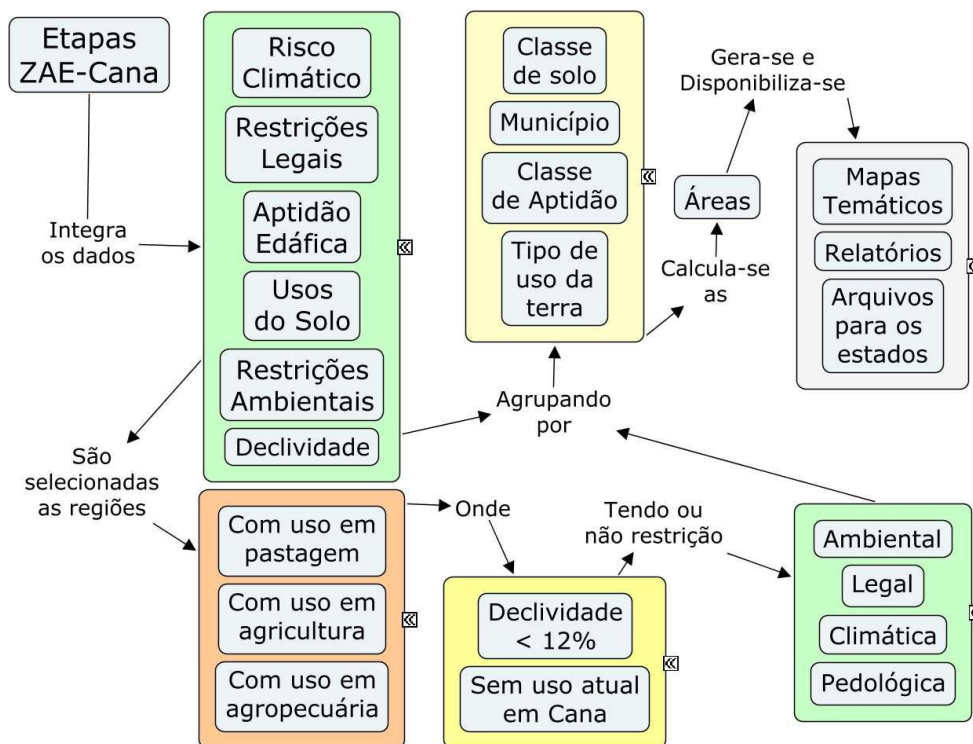 Etapas
ZAE-Cana
Integra
os dados
Risco
Climático
Restrições
Legais
Aptidão
Edáfica
Usos
do Solo
Restrições
Ambientais
Declividade
São
selecionadas
as regiões
Com uso em
pastagem
Com uso em
agricultura
Com uso em
agropecuária
Onde
Declividade
< 12%
Sem uso atual
em Cana
Tendo ou
não restrição
Ambiental
Legal
Climática
Pedológica
Agrupando
por
Classe
de solo
Município
Classe
de Aptidão
Tipo de
uso da
terra
Calcula-se
as
Áreas
Gera-se e
Disponibiliza-se
Mapas
Temáticos
Relatórios
Arquivos
para os
estados